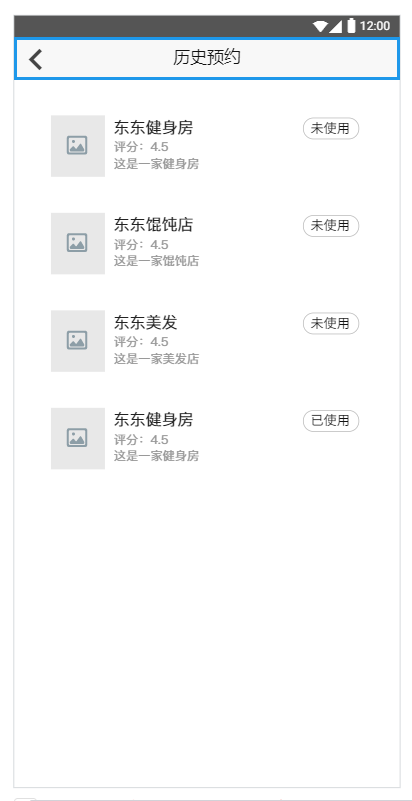 12:00
历史预约
东东健身房
未使用
评分：4.5
这是一家健身房
东东馄饨店
未使用
评分：4.5
这是一家馄饨店
东东美发
未使用
评分：4.5
这是一家美发店
东东健身房
已使用
评分：4.5
这是一家健身房